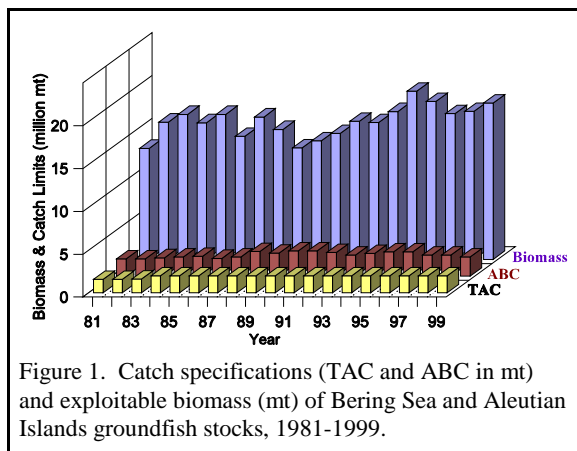 Biomass & Catch Limits (million mt)
20
15
10
5
0
81 83 85 87 89 91 93 95 97 99
Year
Biomass
ABC
TAC
Figure 1.  Catch specifications (TAC and ABC in mt)
and exploitable biomass (mt) of Bering Sea and Aleutian
Islands groundfish stocks, 1981-1999.